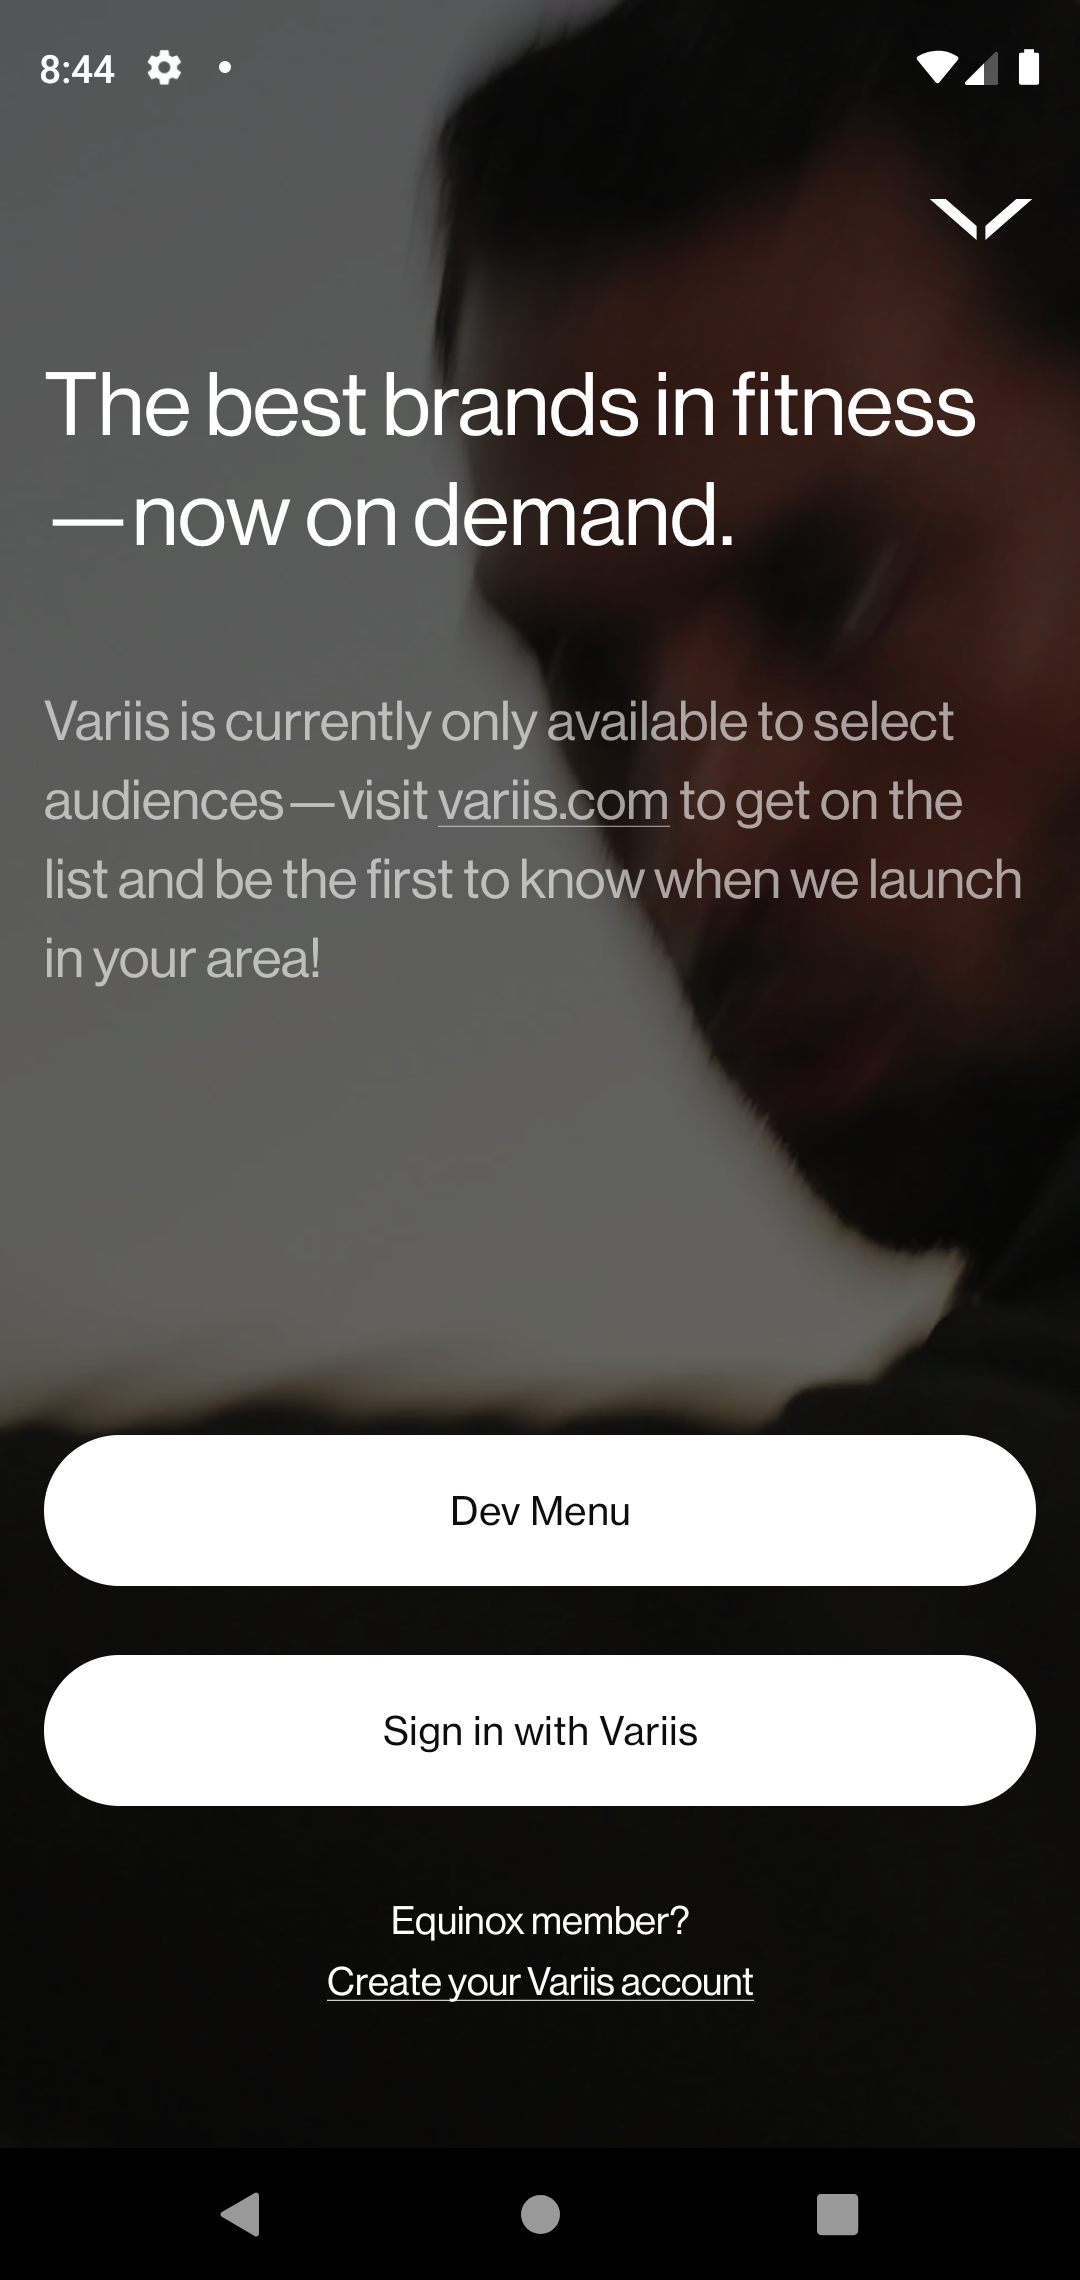 8:44
The best brands in fitness
—now on demand.
Variis is currently only available to select
audiences—visit variis.com to get on the
list and be the first to know when we launch
in your area!
Dev Menu
Sign in with Variis
Equinox member?
Create your Variis account